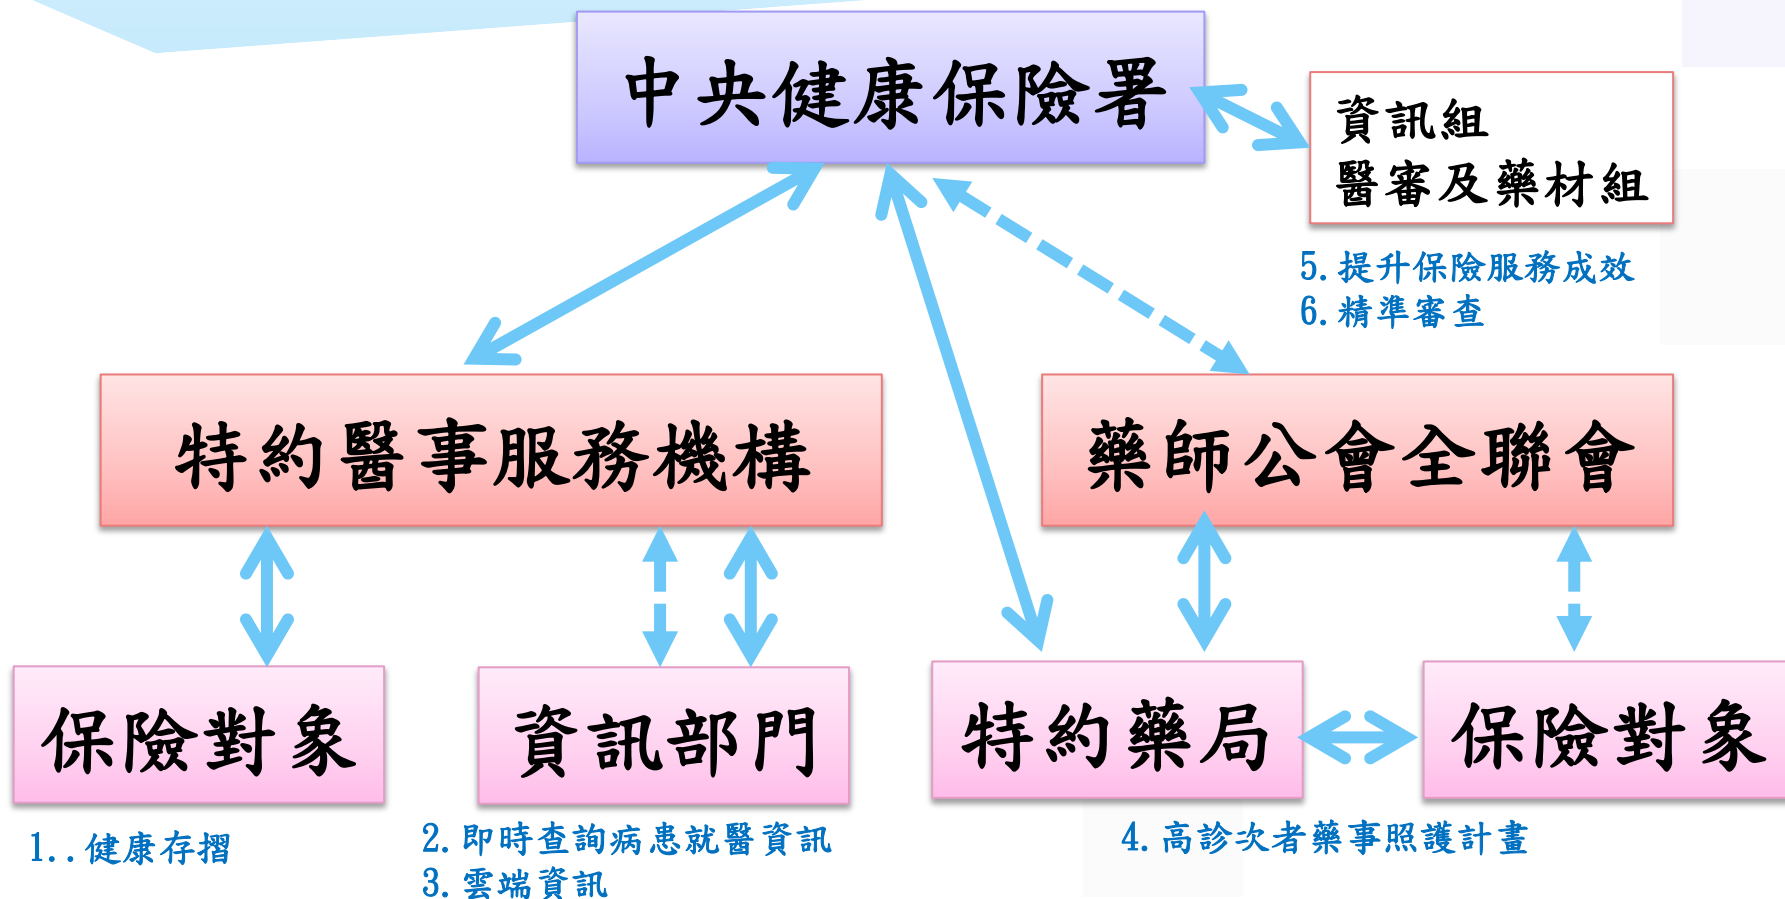 中央健康保險署
資訊組
醫審及藥材組
5.提升保險服務成效
6.精準審查
特約醫事服務機構
藥師公會全聯會
保險對象
資訊部門
特約藥局
保險對象
1..健康存摺
2.即時查詢病患就醫資訊
3.雲端資訊
4.高診次者藥事照護計畫